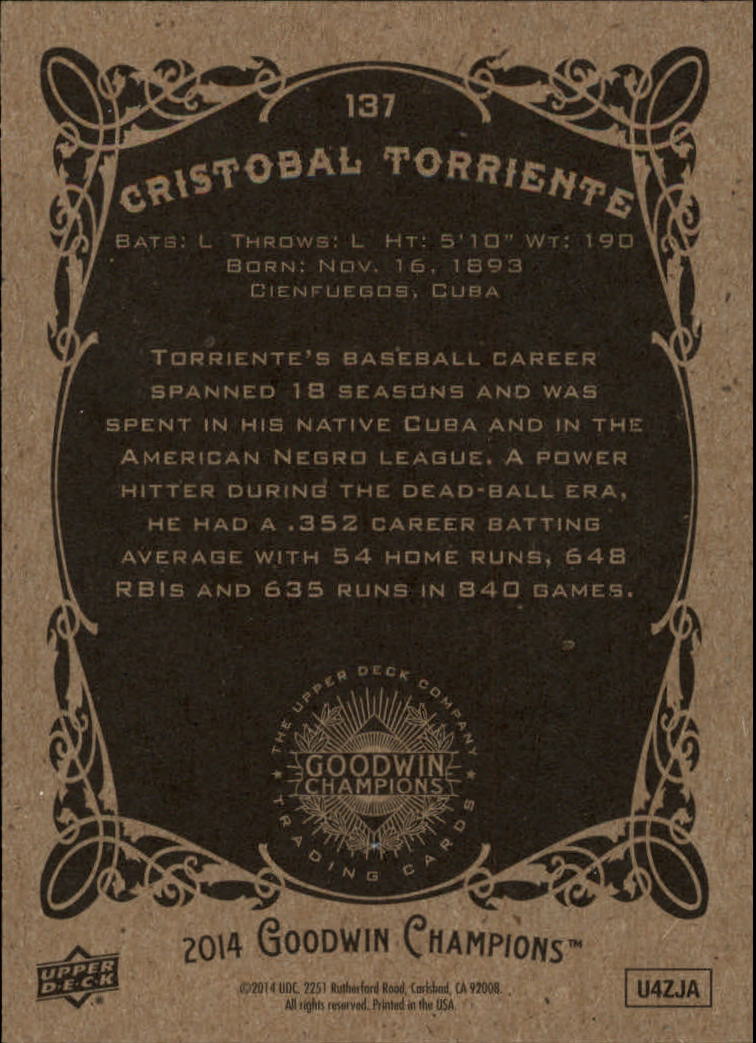 137
CRISTOBAL TORRIENTE
BATS: L THROWS: L HT: 5'10" WT: 190
BORN: NOV. 16, 1893
CIENFUEGOS, CUBA
TORRIENTE'S BASEBALL CAREER
SPANNED 18 SEASONS AND WAS
SPENT IN HIS NATIVE CUBA AND IN THE
AMERICAN NEGRO LEAGUE. A POWER
HITTER DURING THE DEAD-BALL ERA,
HE HAD A .352 CAREER BATTING
AVERAGE WITH 54 HOME RUNS, 648
RBIS AND 635 RUNS IN 840 GAMES.
THE UPPER DECK COMPANY
GOODWIN
CHAMPIONS
★ TRADING CARDS ★
2014 GOODWIN CHAMPIONS™
UPPER
DECK®
©2014 UDC. 2251 Rutherford Road, Carlsbad, CA 92008.
All rights reserved. Printed in the USA.
U4ZJA